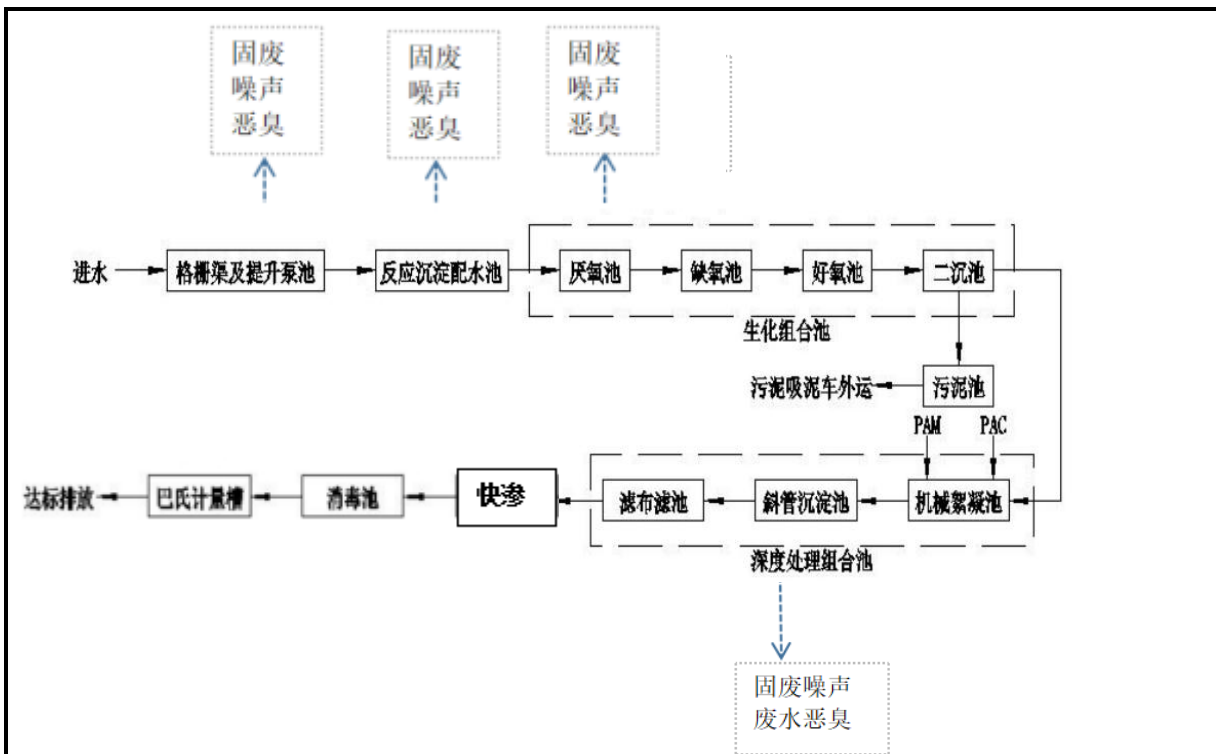 固废
噪声
恶臭
固废
噪声
恶臭
固废
噪声
恶臭
进水
格栅渠及提升泵池
反应沉淀配水池
厌氧池
缺氧池
好氧池
二沉池
生化组合池
污泥吸泥车外运
污泥池
PAM
PAC
达标排放
巴氏计量槽
消毒池
快渗
滤布滤池
斜管沉淀池
机械絮凝池
深度处理组合池
固废噪声
废水恶臭